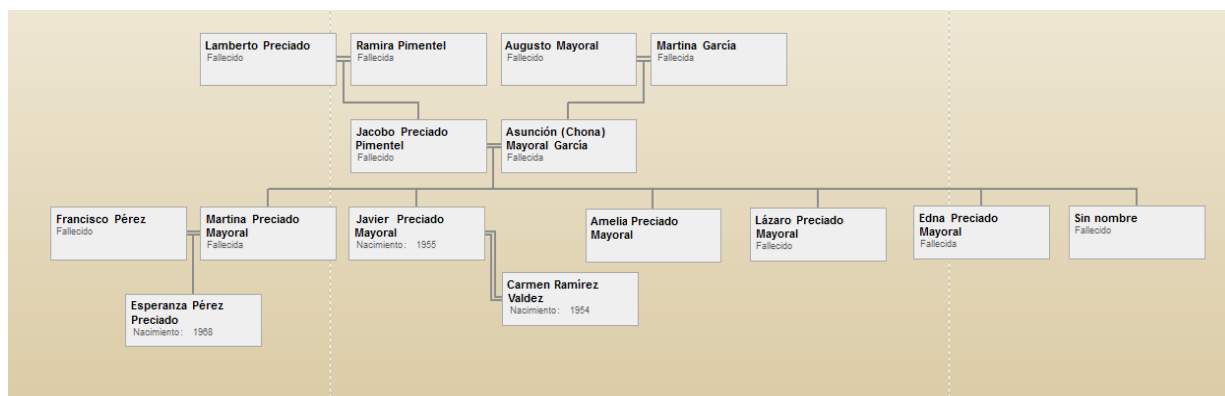 Lamberto Preciado
Fallecido
Ramira Pimentel
Fallecida
Augusto Mayoral
Fallecido
Martina García
Fallecida
Jacobo Preciado
Pimentel
Fallecido
Asunción (Chona)
Mayoral García
Fallecida
Francisco Pérez
Fallecido
Martina Preciado
Mayoral
Fallecida
Javier Preciado
Mayoral
Nacimiento: 1955
Amelia Preciado
Mayoral
Lázaro Preciado
Mayoral
Fallecido
Edna Preciado
Mayoral
Fallecida
Sin nombre
Fallecido
Esperanza Pérez
Preciado
Nacimiento: 1968
Carmen Ramírez
Valdez
Nacimiento: 1954